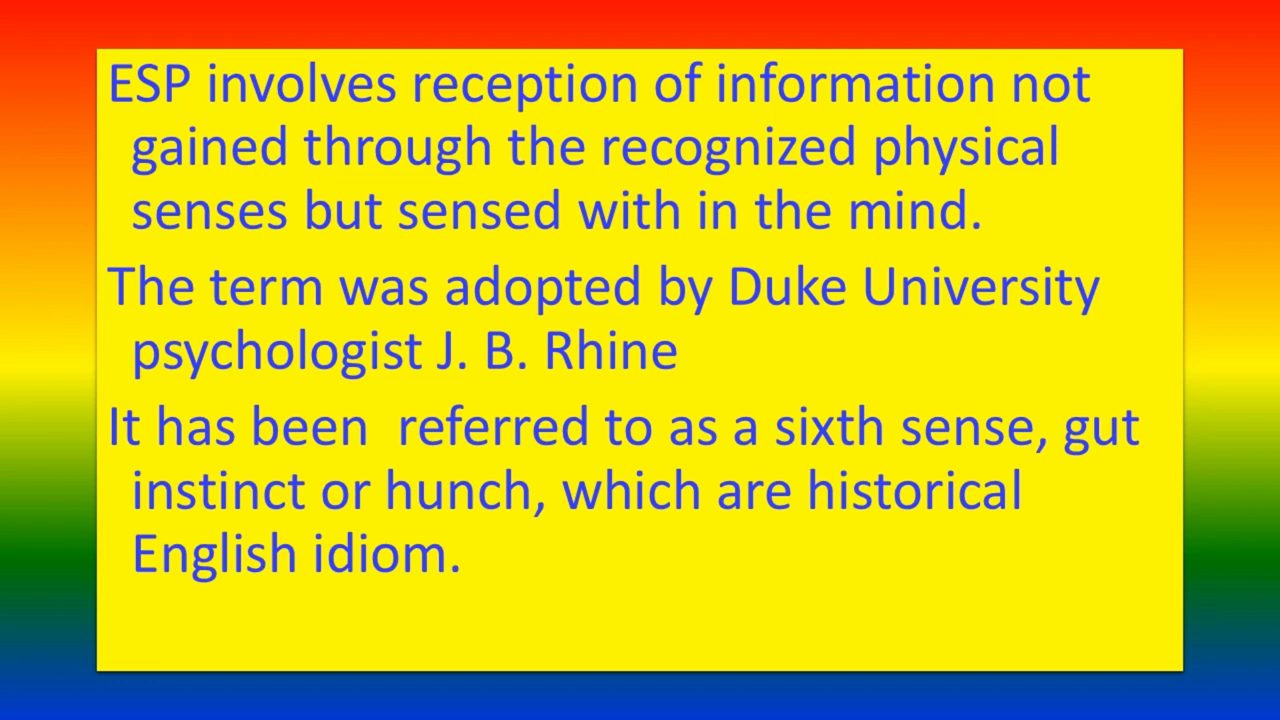 ESP involves reception of information not
gained through the recognized physical
senses but sensed with in the mind.
The term was adopted by Duke University
psychologist J. B. Rhine
It has been  referred to as a sixth sense, gut
instinct or hunch, which are historical
English idiom.